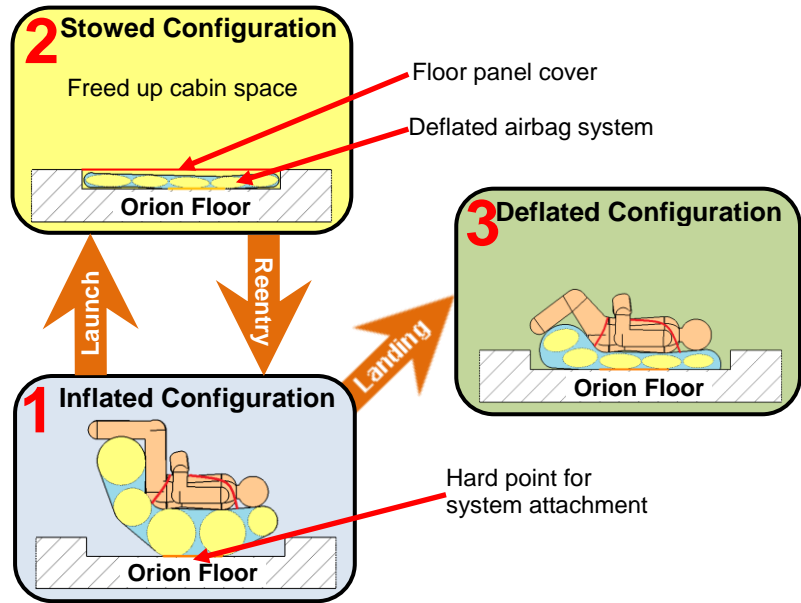 2 Stowed Configuration
Freed up cabin space
Floor panel cover
Deflated airbag system
Orion Floor
3 Deflated Configuration
Launch
Reentry
Landing
Orion Floor
1 Inflated Configuration
Hard point for
system attachment
Orion Floor